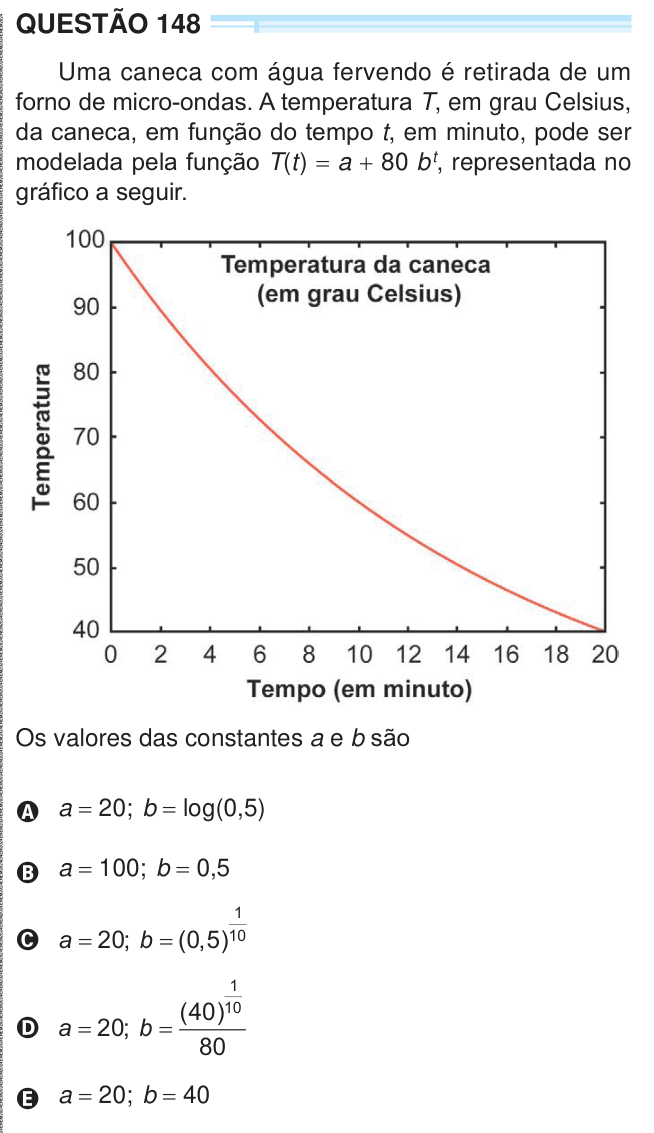 QUESTÃO 148
Uma caneca com água fervendo é retirada de um
forno de micro-ondas. A temperatura T, em grau Celsius,
da caneca, em função do tempo t, em minuto, pode ser
modelada pela função T(t) = a + 80 bᵗ, representada no
gráfico a seguir.
Temperatura da caneca
(em grau Celsius)
Temperatura
100
90
80
70
60
50
40
0 2 4 6 8 10 12 14 16 18 20
Tempo (em minuto)
Os valores das constantes a e b são
A a = 20; b = log(0,5)
B a = 100; b = 0,5
C a = 20; b = (0,5)^(1/10)
D a = 20; b = (40)^(1/10)/80
E a = 20; b = 40